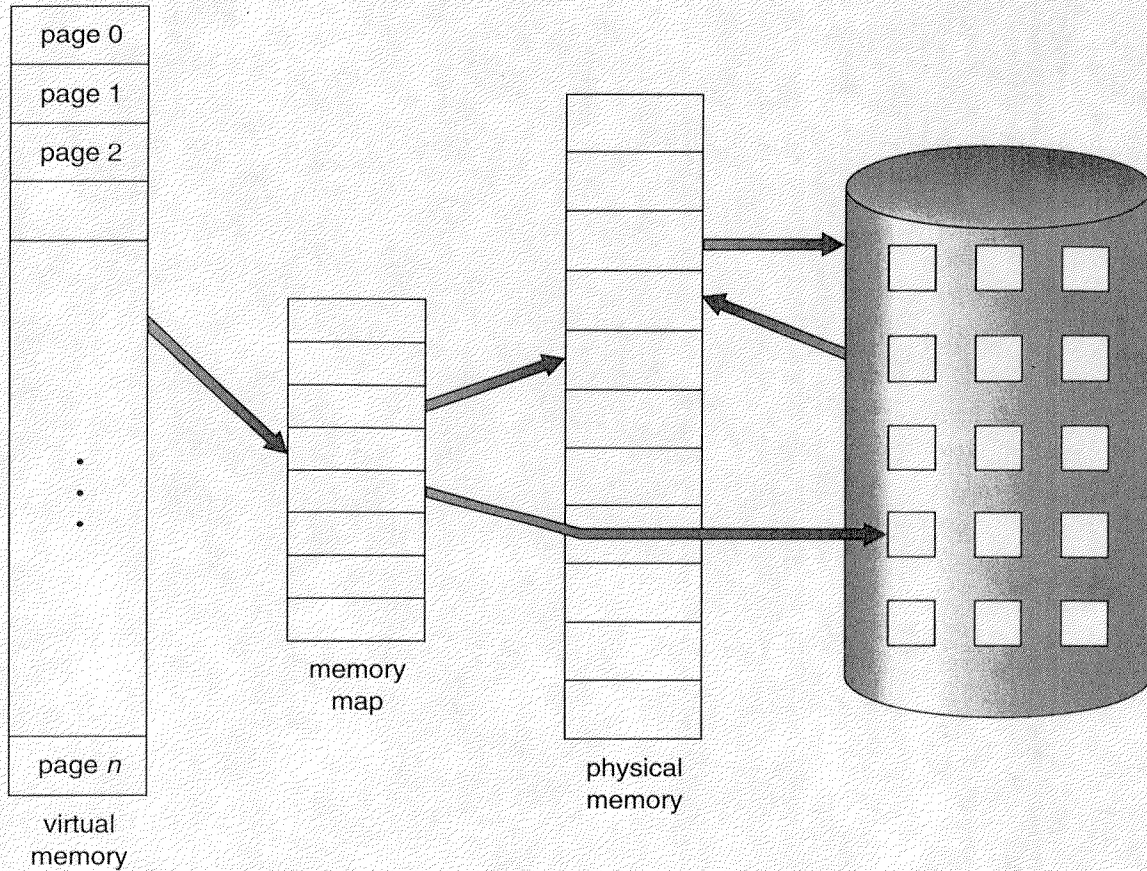 page 0
page 1
page 2
page n
virtual
memory
memory
map
physical
memory